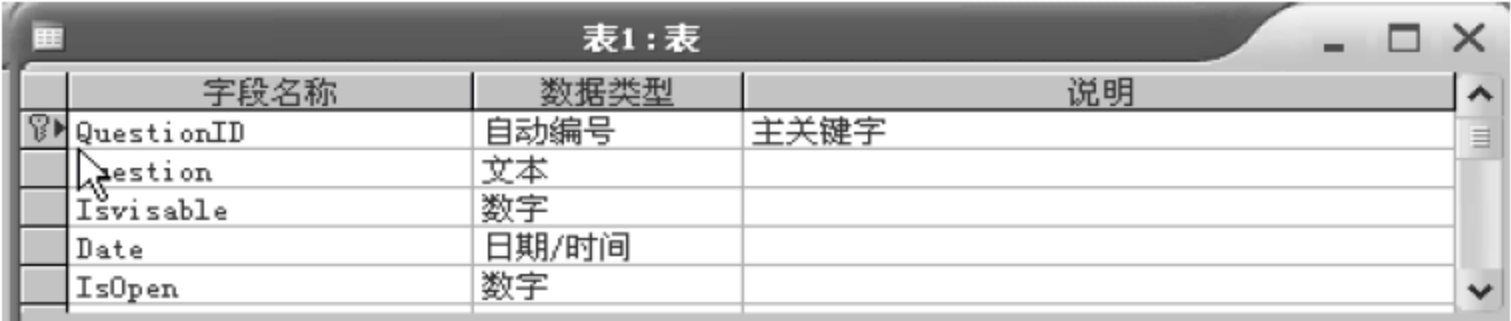 表1：表
字段名称 数据类型 说明
QuestionID 自动编号 主关键字
uestion 文本
Isvisable 数字
Date 日期/时间
IsOpen 数字